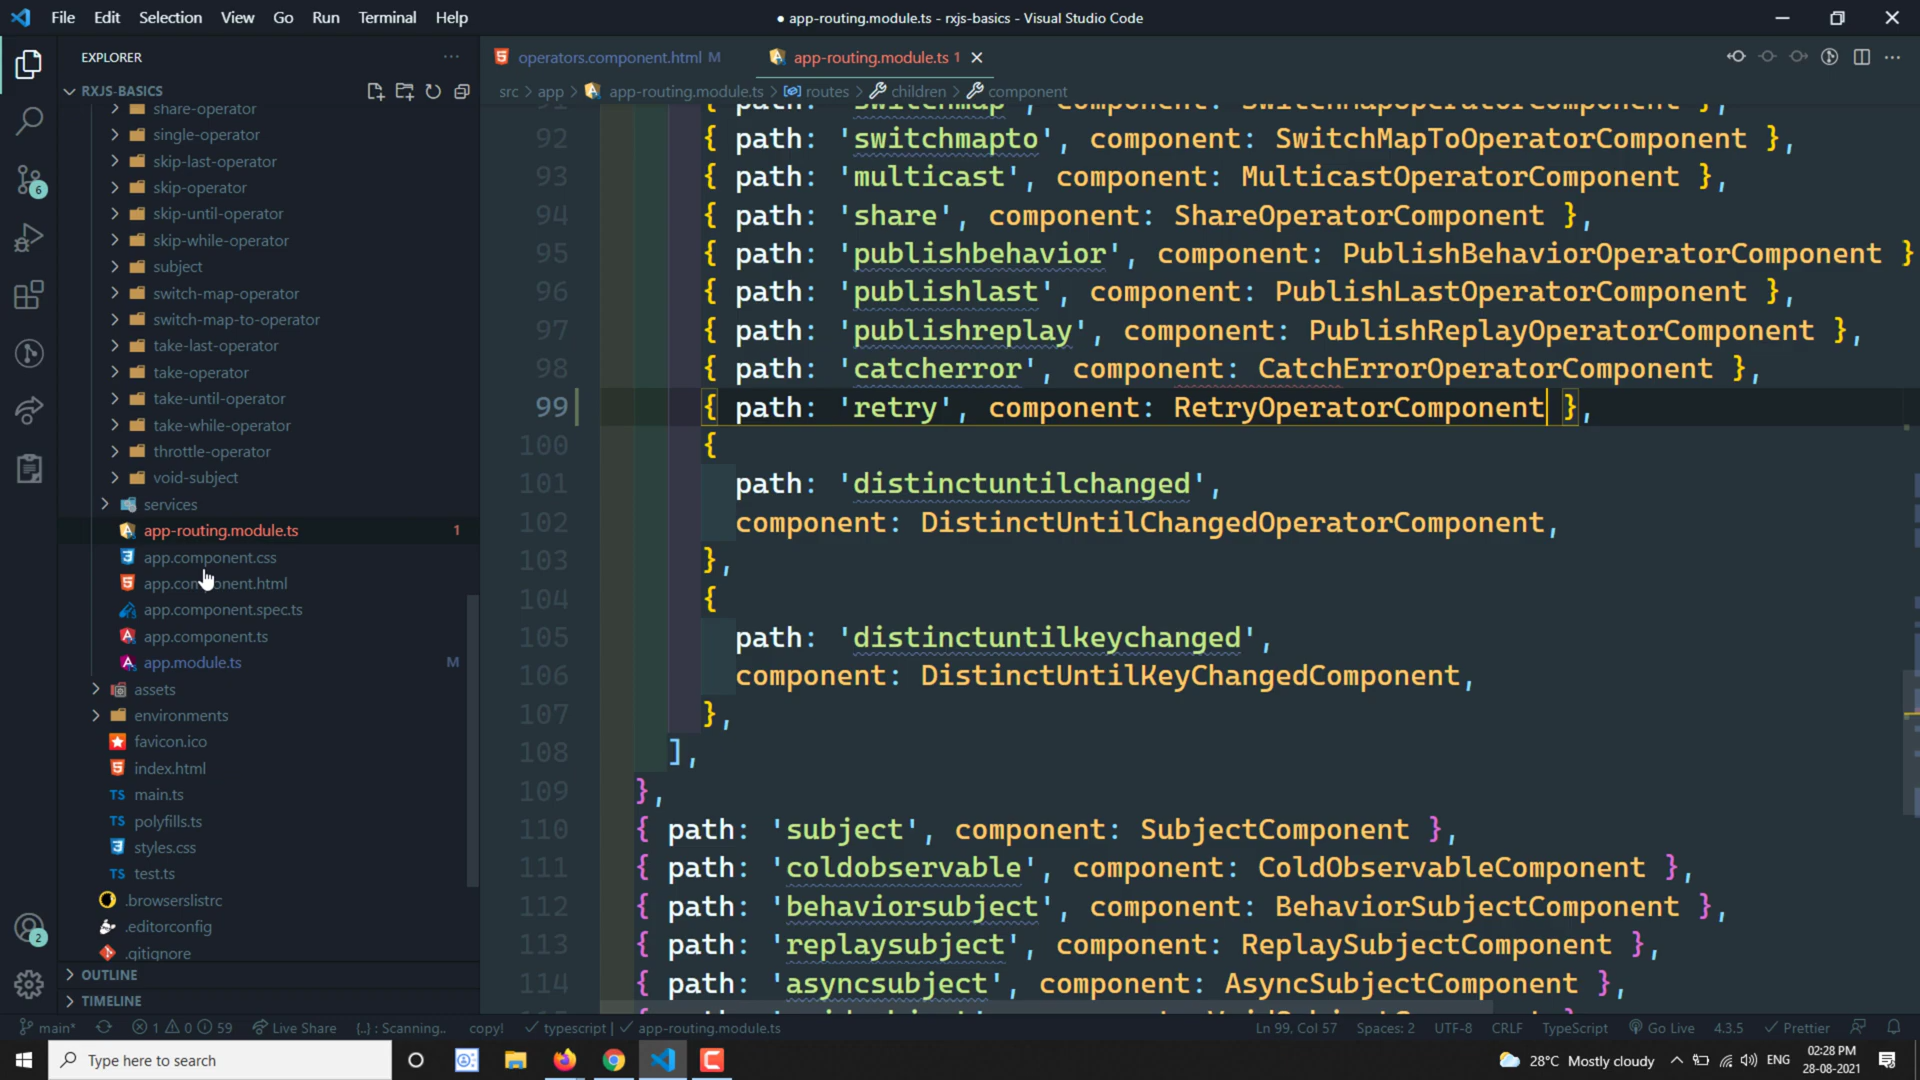 File Edit Selection View Go Run Terminal Help
● app-routing.module.ts - rxjs-basics - Visual Studio Code
EXPLORER
RXJS-BASICS
share-operator
single-operator
skip-last-operator
skip-operator
skip-until-operator
skip-while-operator
subject
switch-map-operator
switch-map-to-operator
take-last-operator
take-operator
take-until-operator
take-while-operator
throttle-operator
void-subject
services
app-routing.module.ts 1
app.component.css
app.component.html
app.component.spec.ts
app.component.ts
app.module.ts M
assets
environments
favicon.ico
index.html
main.ts
polyfills.ts
styles.css
test.ts
.browserslistrc
.editorconfig
.gitignore
OUTLINE
TIMELINE
6
2
operators.component.html M
app-routing.module.ts 1
src > app > app-routing.module.ts > routes > children > component
91 { path: 'switchmap', component: SwitchMapOperatorComponent },
92 { path: 'switchmapto', component: SwitchMapToOperatorComponent },
93 { path: 'multicast', component: MulticastOperatorComponent },
94 { path: 'share', component: ShareOperatorComponent },
95 { path: 'publishbehavior', component: PublishBehaviorOperatorComponent }
96 { path: 'publishlast', component: PublishLastOperatorComponent },
97 { path: 'publishreplay', component: PublishReplayOperatorComponent },
98 { path: 'catcherror', component: CatchErrorOperatorComponent },
99 { path: 'retry', component: RetryOperatorComponent },
100 {
101 path: 'distinctuntilchanged',
102 component: DistinctUntilChangedOperatorComponent,
103 },
104 {
105 path: 'distinctuntilkeychanged',
106 component: DistinctUntilKeyChangedComponent,
107 },
108 ],
109 },
110 { path: 'subject', component: SubjectComponent },
111 { path: 'coldobservable', component: ColdObservableComponent },
112 { path: 'behaviorsubject', component: BehaviorSubjectComponent },
113 { path: 'replaysubject', component: ReplaySubjectComponent },
114 { path: 'asyncsubject', component: AsyncSubjectComponent },
main* 1 0 59 Live Share {..} : Scanning.. copy! typescript | app-routing.module.ts Ln 99, Col 57 Spaces: 2 UTF-8 CRLF TypeScript Go Live 4.3.5 Prettier
Type here to search
28°C Mostly cloudy ENG
02:28 PM
28-08-2021